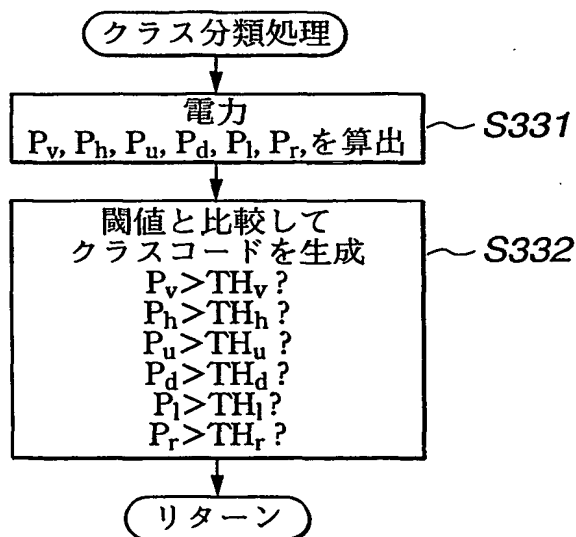 クラス分類処理
電力
Pv, Ph, Pu, Pd, Pl, Pr,を算出
S331
閾値と比較して
クラスコードを生成
S332
Pv>THv?
Ph>THh?
Pu>THu?
Pd>THd?
Pl>THl?
Pr>THr?
リターン